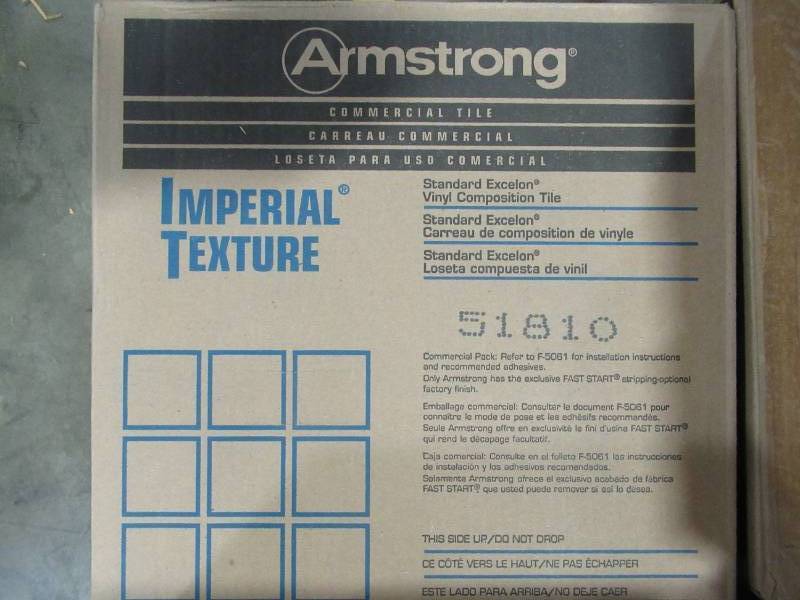 Armstrong®
COMMERCIAL TILE
CARREAU COMMERCIAL
LOSETA PARA USO COMERCIAL
IMPERIAL®
TEXTURE
Standard Excelon®
Vinyl Composition Tile
Standard Excelon®
Carreau de composition de vinyle
Standard Excelon®
Loseta compuesta de vinil
51810
Commercial Pack: Refer to F-5061 for installation instructions
and recommended adhesives.
Only Armstrong has the exclusive FAST START® stripping-optional
factory finish.
Emballage commercial: Consulter le document F-5061 pour
connaître le mode de pose et les adhésifs recommandés.
Seule Armstrong offre en exclusivité le fini d'usine FAST START®
qui rend le décapage facultatif.
Caja comercial: Consulte en el folleto F-5061 las instrucciones
de instalación y los adhesivos recomendados.
Solamente Armstrong ofrece el exclusivo acabado de fábrica
FAST START® que usted puede remover si así lo desea.
THIS SIDE UP/DO NOT DROP
CE CÔTÉ VERS LE HAUT/NE PAS ÉCHAPPER
ESTE LADO PARA ARRIBA/NO DEJE CAER